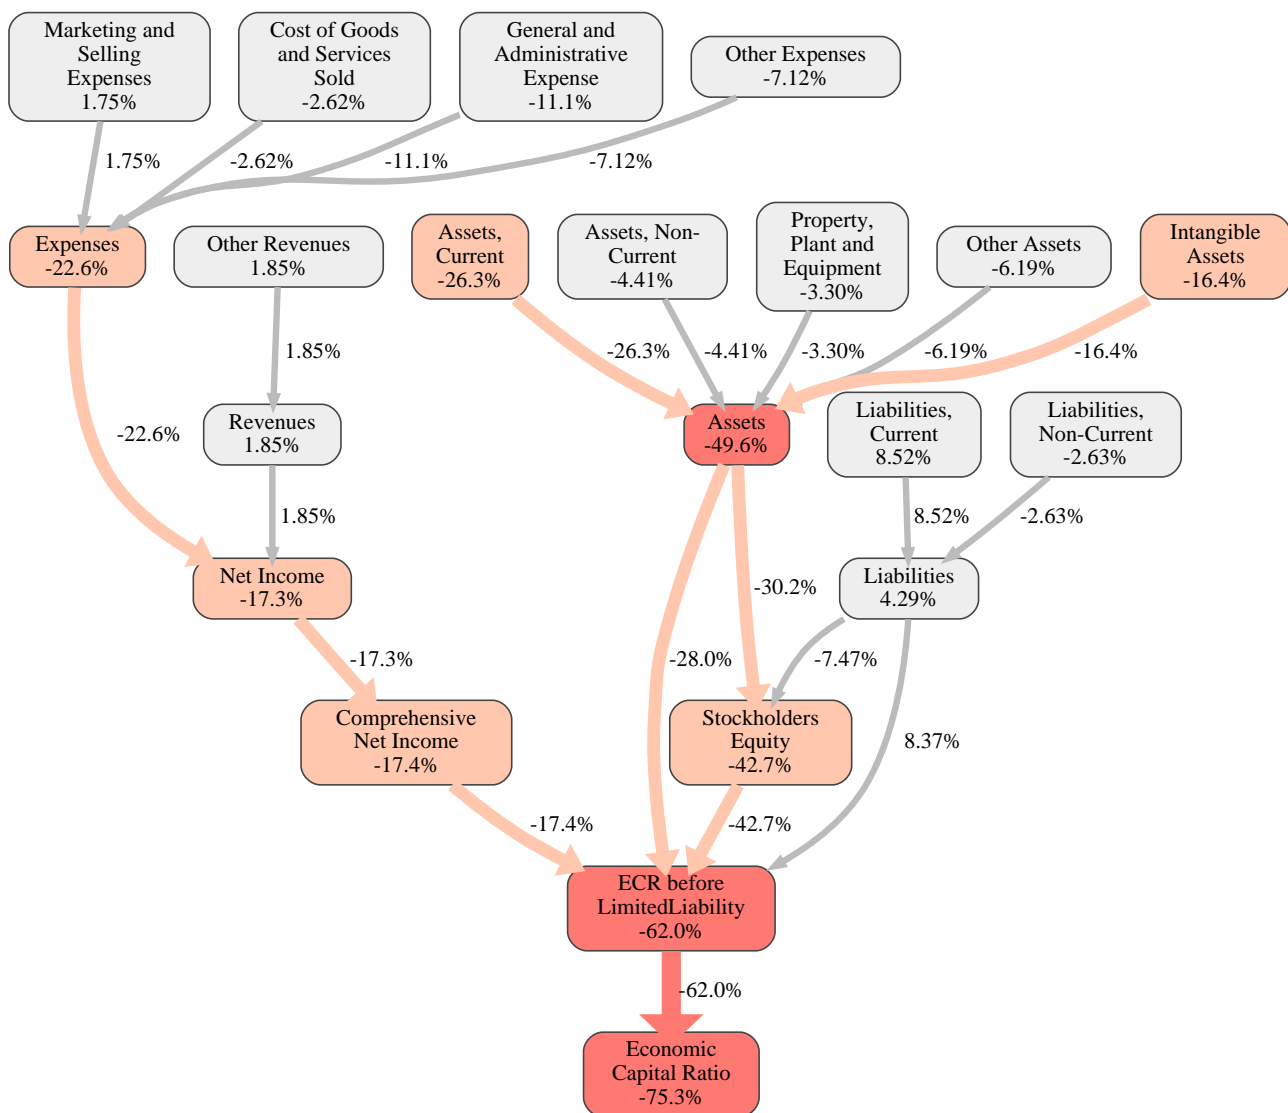 Marketing and
Selling
Expenses
1.75%
Cost of Goods
and Services
Sold
-2.62%
General and
Administrative
Expense
-11.1%
Other Expenses
-7.12%
1.75%
-2.62%
-11.1%
-7.12%
Expenses
-22.6%
Other Revenues
1.85%
Assets,
Current
-26.3%
Assets, Non-
Current
-4.41%
Property,
Plant and
Equipment
-3.30%
Other Assets
-6.19%
Intangible
Assets
-16.4%
1.85%
-26.3%
-4.41%
-3.30%
-6.19%
-16.4%
-22.6%
Revenues
1.85%
Assets
-49.6%
Liabilities,
Current
8.52%
Liabilities,
Non-Current
-2.63%
1.85%
8.52%
-2.63%
Net Income
-17.3%
-30.2%
Liabilities
4.29%
-17.3%
-28.0%
-7.47%
Comprehensive
Net Income
-17.4%
Stockholders
Equity
-42.7%
8.37%
-17.4%
-42.7%
ECR before
LimitedLiability
-62.0%
-62.0%
Economic
Capital Ratio
-75.3%